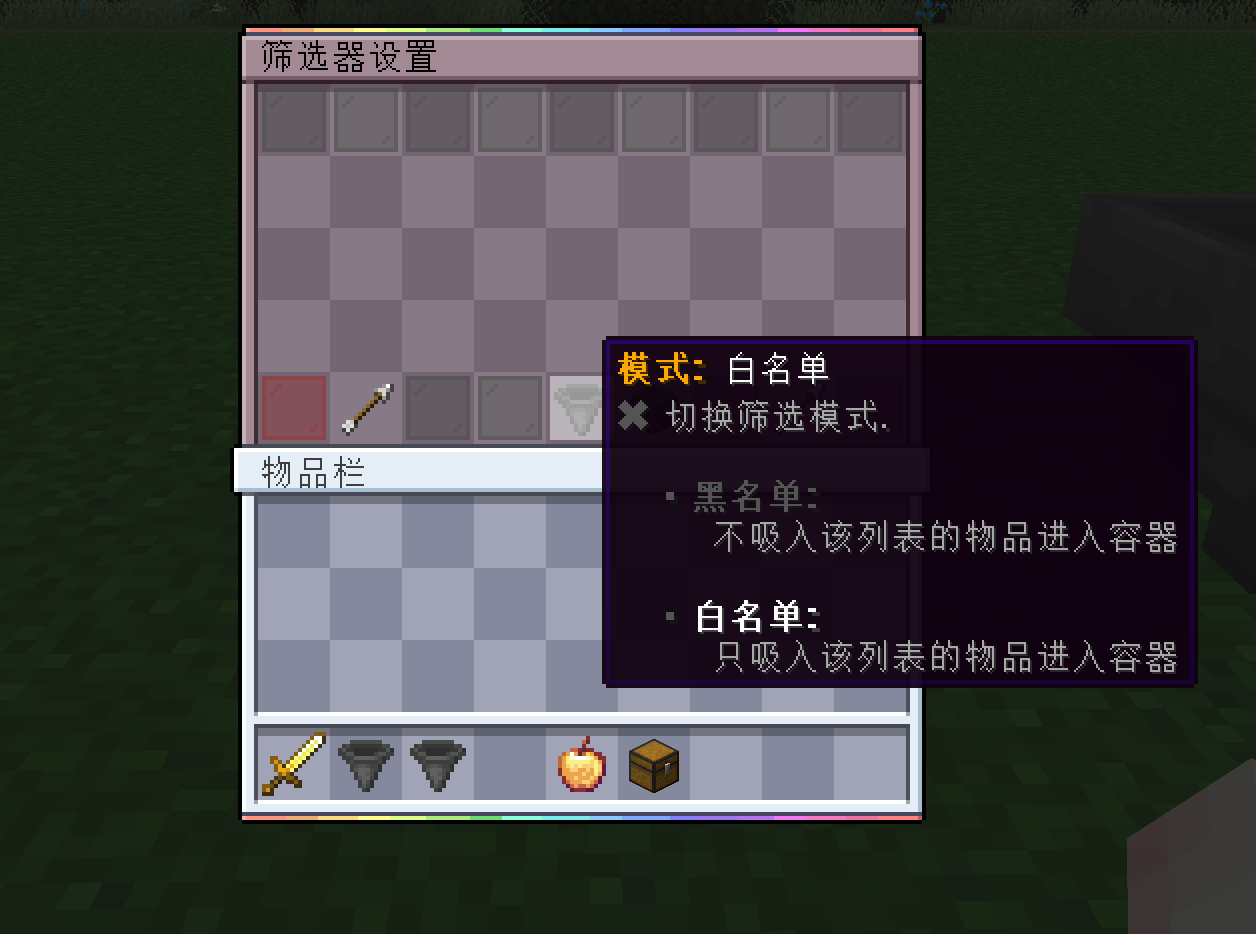 筛选器设置
模式: 白名单
✖ 切换筛选模式.
物品栏
▪ 黑名单:
不吸入该列表的物品进入容器
▪ 白名单:
只吸入该列表的物品进入容器